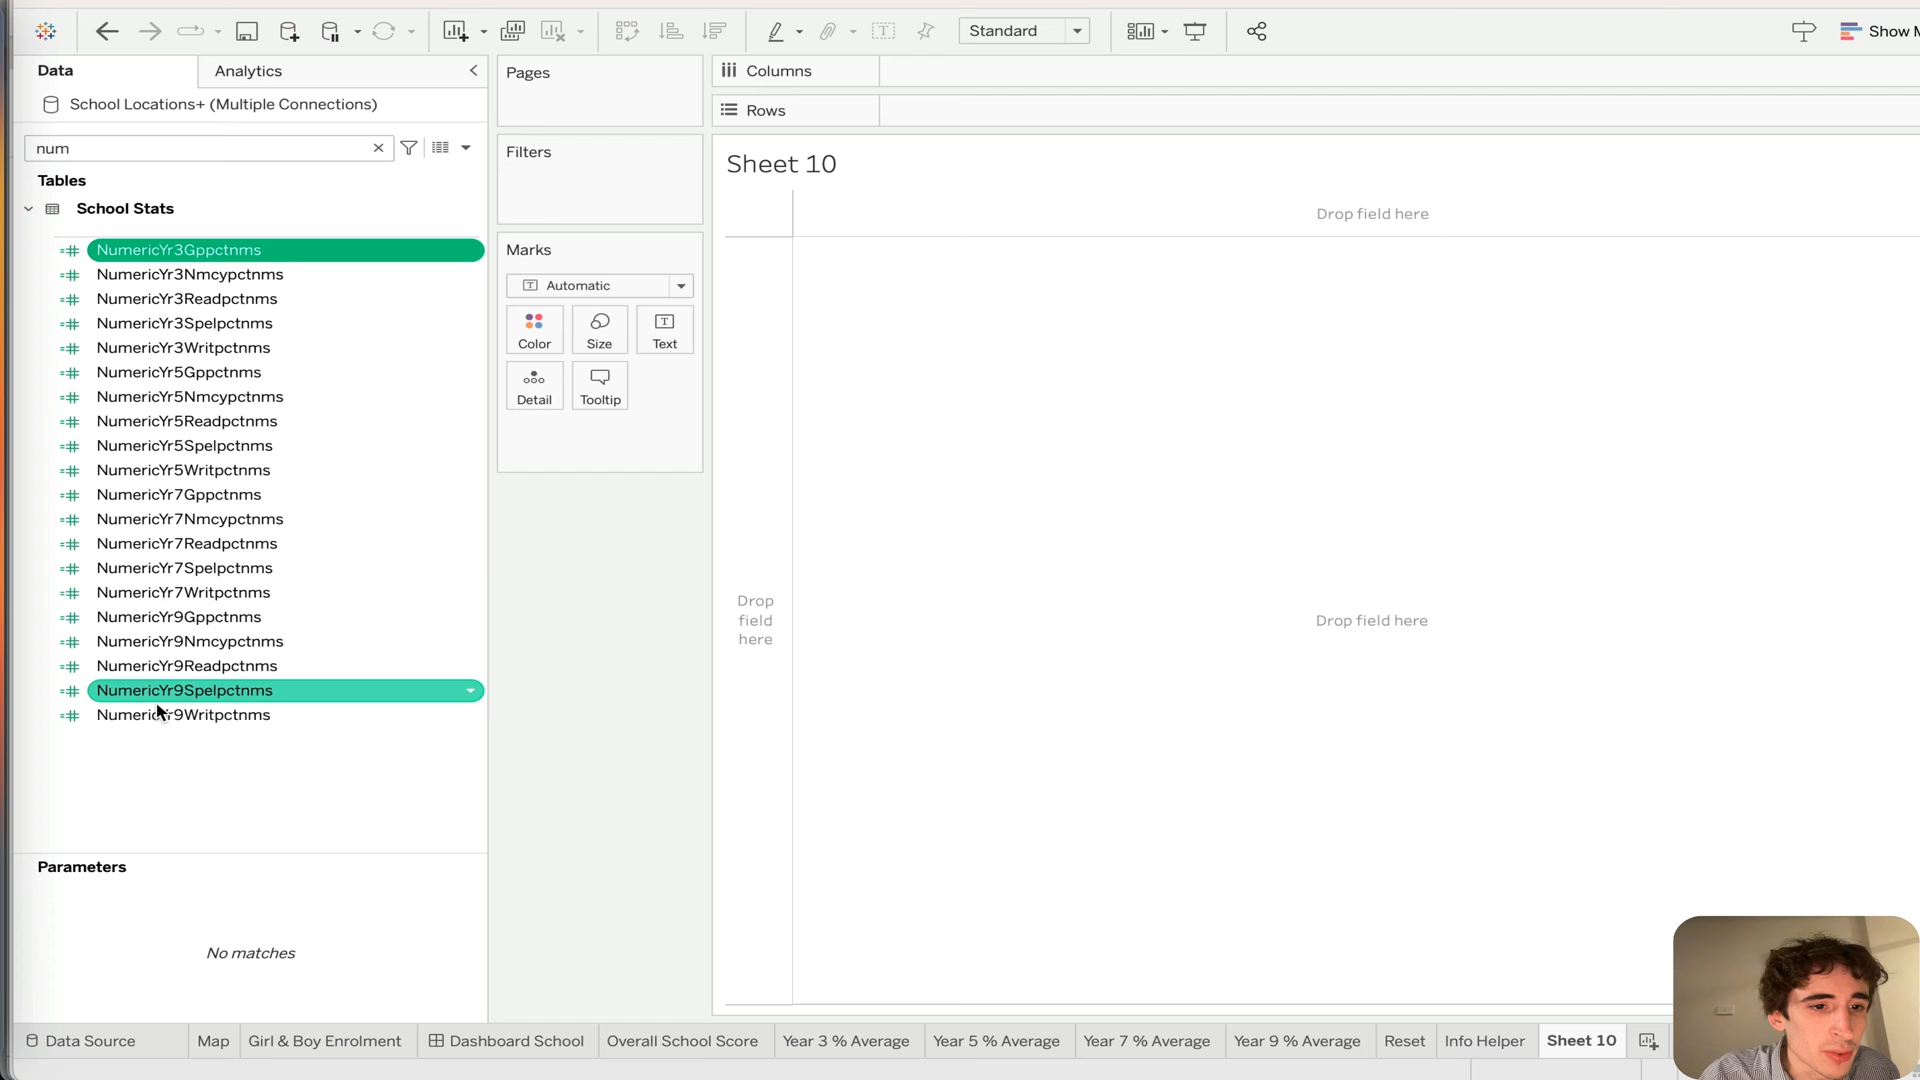 Standard
Show M
Data
Analytics
School Locations+ (Multiple Connections)
num
Tables
School Stats
NumericYr3Gppctnms
NumericYr3Nmcypctnms
NumericYr3Readpctnms
NumericYr3Spelpctnms
NumericYr3Writpctnms
NumericYr5Gppctnms
NumericYr5Nmcypctnms
NumericYr5Readpctnms
NumericYr5Spelpctnms
NumericYr5Writpctnms
NumericYr7Gppctnms
NumericYr7Nmcypctnms
NumericYr7Readpctnms
NumericYr7Spelpctnms
NumericYr7Writpctnms
NumericYr9Gppctnms
NumericYr9Nmcypctnms
NumericYr9Readpctnms
NumericYr9Spelpctnms
NumericYr9Writpctnms
Parameters
No matches
Pages
Filters
Marks
Automatic
Color
Size
Text
Detail
Tooltip
Columns
Rows
Sheet 10
Drop field here
Drop
field
here
Drop field here
Data Source
Map
Girl & Boy Enrolment
Dashboard School
Overall School Score
Year 3 % Average
Year 5 % Average
Year 7 % Average
Year 9 % Average
Reset
Info Helper
Sheet 10